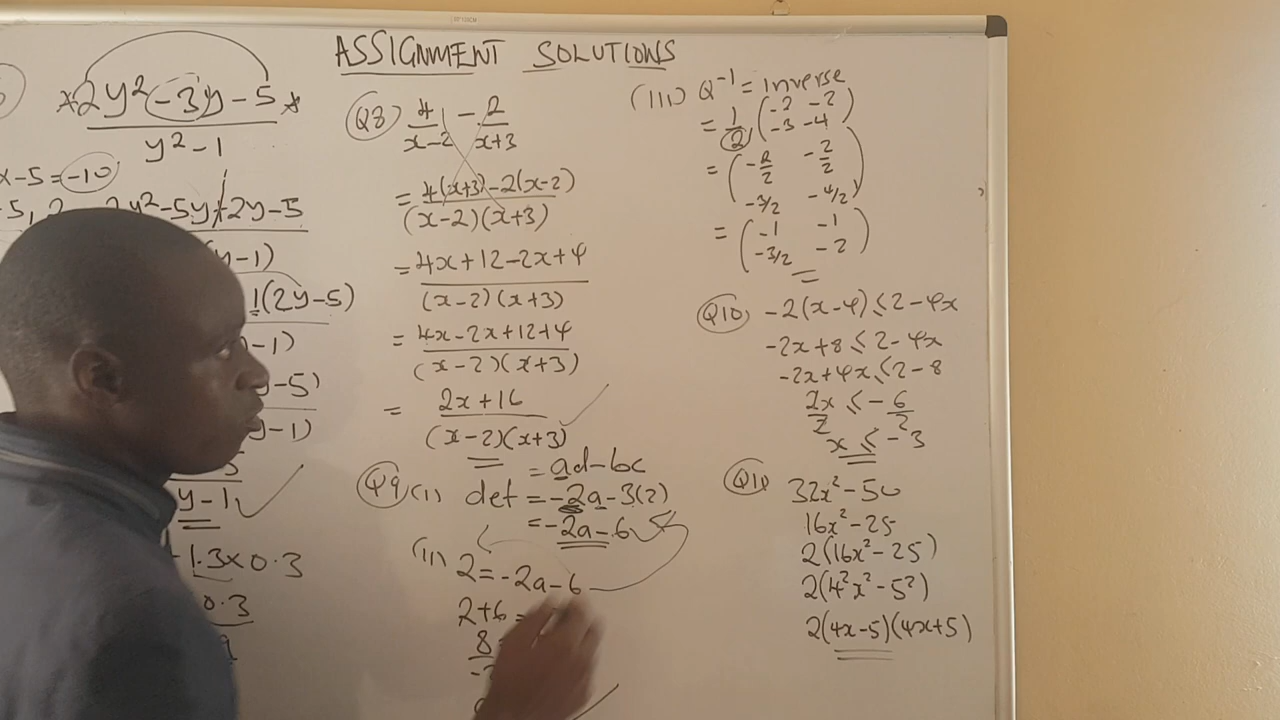 ASSIGNMENT SOLUTIONS
*2y²-3y-5*
y²-1
x-5=-10
2y²-5y+2y-5
y-1)
1(2y-5)
-1)
y-5)
y-1)
5
y-1
-1.3x0.3
0.3
Q8) 4/(x-2) - 2/(x+3)
= (4(x+3)-2(x-2))/((x-2)(x+3))
= (4x+12-2x+4)/((x-2)(x+3))
= (4x-2x+12+4)/((x-2)(x+3))
= (2x+16)/((x-2)(x+3))
= ad-bc
Q9 (i) det = -2a-3(2)
= -2a-6
(ii) 2 = -2a-6
2+6 =
8
(iii) Q⁻¹ = inverse
= 1/2 (-2 -2
-3 -4)
= (-2/2 -2/2
-3/2 -4/2)
= (-1 -1
-3/2 -2)
Q10) -2(x-4) ≤ 2-4x
-2x+8 ≤ 2-4x
-2x+4x ≤ 2-8
2x/2 ≤ -6/2
x ≤ -3
Q11 32x²-50
16x²-25
2(16x²-25)
2(4²x²-5²)
2(4x-5)(4x+5)